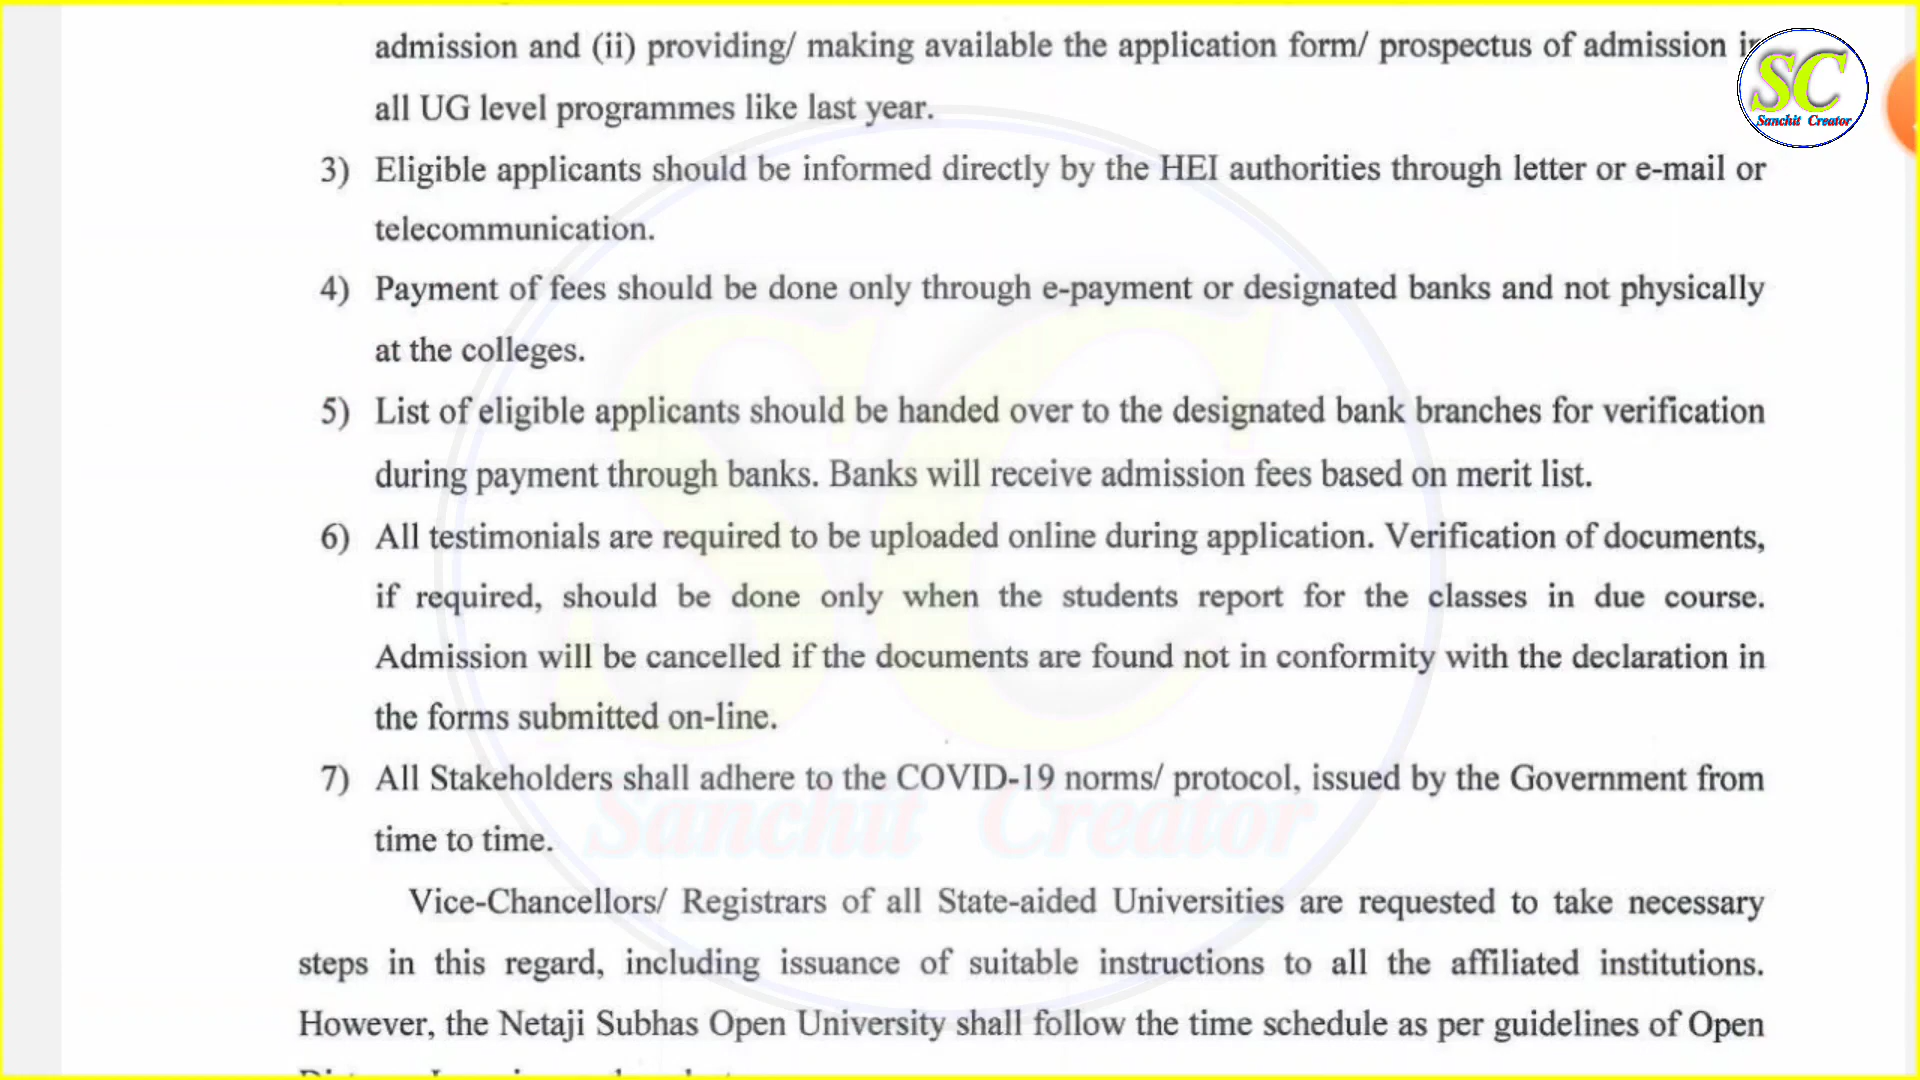 admission and (ii) providing/ making available the application form/ prospectus of admission in
all UG level programmes like last year.
3) Eligible applicants should be informed directly by the HEI authorities through letter or e-mail or
telecommunication.
4) Payment of fees should be done only through e-payment or designated banks and not physically
at the colleges.
5) List of eligible applicants should be handed over to the designated bank branches for verification
during payment through banks. Banks will receive admission fees based on merit list.
6) All testimonials are required to be uploaded online during application. Verification of documents,
if required, should be done only when the students report for the classes in due course.
Admission will be cancelled if the documents are found not in conformity with the declaration in
the forms submitted on-line.
7) All Stakeholders shall adhere to the COVID-19 norms/ protocol, issued by the Government from
time to time.
Vice-Chancellors/ Registrars of all State-aided Universities are requested to take necessary
steps in this regard, including issuance of suitable instructions to all the affiliated institutions.
However, the Netaji Subhas Open University shall follow the time schedule as per guidelines of Open
SC
Sanchit Creator
SC
Sanchit Creator